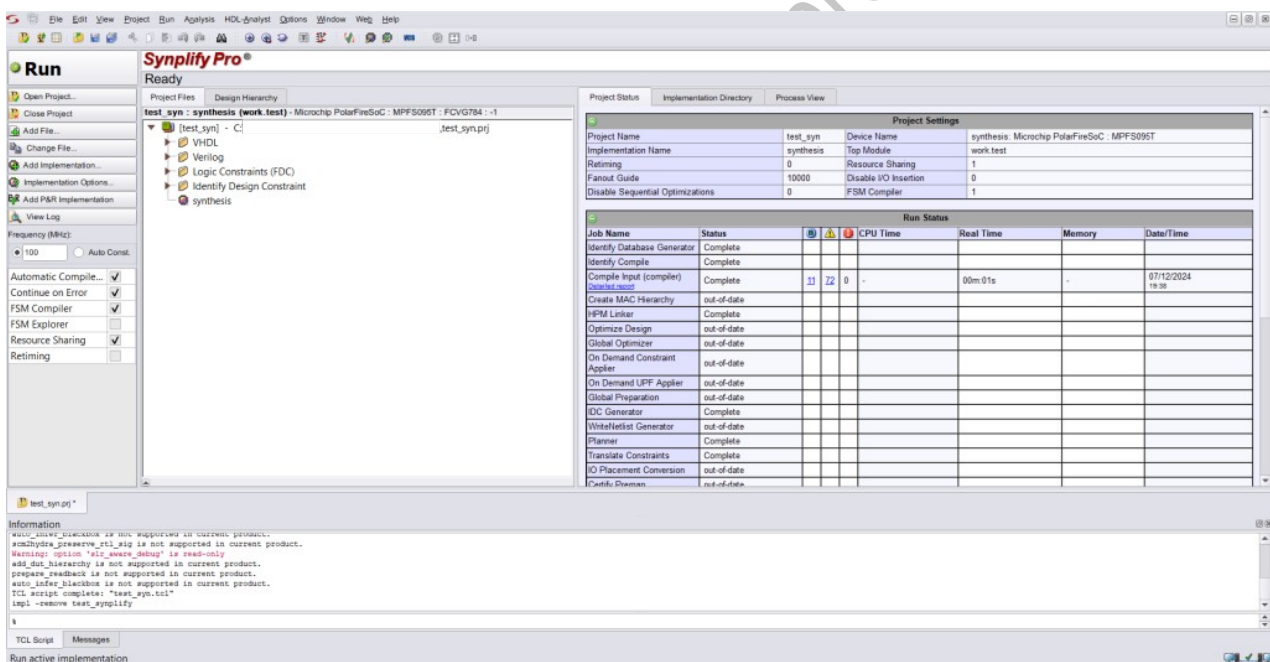 File Edit View Project Run Analysis HDL-Analyst Options Window Web Help
Run
Synplify Pro®
Ready
Open Project...
Close Project
Add File...
Change File...
Add Implementation...
Implementation Options...
Add P&R Implementation
View Log
Frequency (MHz):
100 Auto Const.
Automatic Compile...
Continue on Error
FSM Compiler
FSM Explorer
Resource Sharing
Retiming
Project Files Design Hierarchy
test_syn : synthesis (work.test) - Microchip PolarFireSoC : MPFS095T : FCVG784 : -1
[test_syn] - C: test_syn.prj
VHDL
Verilog
Logic Constraints (FDC)
Identify Design Constraint
synthesis
Project Status Implementation Directory Process View
Project Settings
Project Name test_syn Device Name synthesis: Microchip PolarFireSoC : MPFS095T
Implementation Name synthesis Top Module work.test
Retiming 0 Resource Sharing 1
Fanout Guide 10000 Disable I/O Insertion 0
Disable Sequential Optimizations 0 FSM Compiler 1
Run Status
Job Name Status CPU Time Real Time Memory Date/Time
Identify Database Generator Complete
Identify Compile Complete
Compile Input (compiler) Complete 11 72 0 - 00m:01s - 07/12/2024
Detailed report 19:36
Create MAC Hierarchy out-of-date
HPM Linker Complete
Optimize Design out-of-date
Global Optimizer out-of-date
On Demand Constraint
Applier out-of-date
On Demand UPF Applier out-of-date
Global Preparation out-of-date
IDC Generator Complete
WriteNetlist Generator out-of-date
Planner Complete
Translate Constraints Complete
IO Placement Conversion out-of-date
Certify Preman out-of-date
test_syn.prj *
Information
auto_infer_blackbox is not supported in current product.
scm2hydra_preserve_rtl_sig is not supported in current product.
Warning: option 'slr_aware_debug' is read-only
add_dut_hierarchy is not supported in current product.
prepare_readback is not supported in current product.
auto_infer_blackbox is not supported in current product.
TCL script complete: "test_syn.tcl"
impl -remove test_synplify
%
TCL Script Messages
Run active implementation